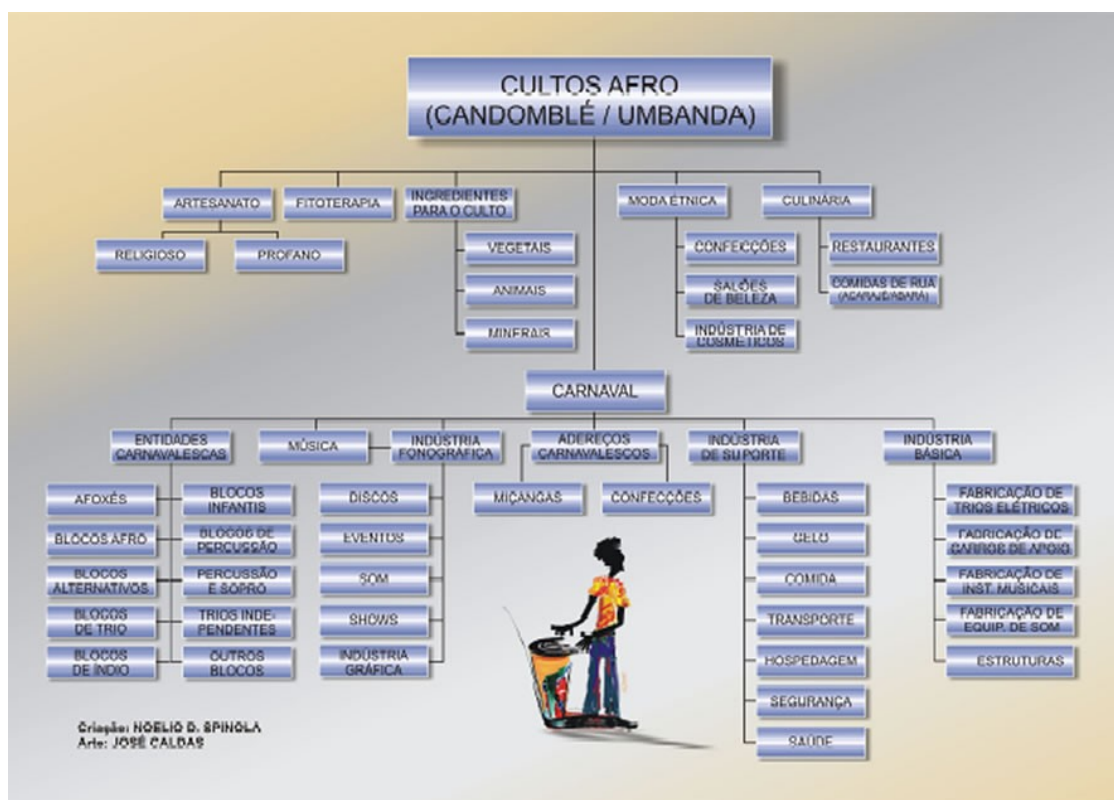 CULTOS AFRO
(CANDOMBLÉ / UMBANDA)
ARTESANATO
FITOTERAPIA
INGREDIENTES
PARA O CULTO
MODA ÉTNICA
CULINÁRIA
RELIGIOSO
PROFANO
VEGETAIS
ANIMAIS
MINERAIS
CONFECÇÕES
SALÕES
DE BELEZA
INDÚSTRIA DE
COSMÉTICOS
RESTAURANTES
COMIDAS DE RUA
(ACARAJÉ/ABARÁ)
CARNAVAL
ENTIDADES
CARNAVALESCAS
MÚSICA
INDÚSTRIA
FONOGRÁFICA
ADEREÇOS
CARNAVALESCOS
INDÚSTRIA
DE SUPORTE
INDÚSTRIA
BÁSICA
AFOXÉS
BLOCOS AFRO
BLOCOS
ALTERNATIVOS
BLOCOS
DE TRIO
BLOCOS
DE ÍNDIO
BLOCOS
INFANTIS
BLOCOS DE
PERCUSSÃO
PERCUSSÃO
E SOPRO
TRIOS INDE-
PENDENTES
OUTROS
BLOCOS
DISCOS
EVENTOS
SOM
SHOWS
INDÚSTRIA
GRÁFICA
MIÇANGAS
CONFECÇÕES
BEBIDAS
GELO
COMIDA
TRANSPORTE
HOSPEDAGEM
SEGURANÇA
SAÚDE
FABRICAÇÃO DE
TRIOS ELÉTRICOS
FABRICAÇÃO DE
CARROS DE APOIO
FABRICAÇÃO DE
INST. MUSICAIS
FABRICAÇÃO DE
EQUIP. DE SOM
ESTRUTURAS
Criação: NOELIO D. SPINOLA
Arte: JOSÉ CALDAS